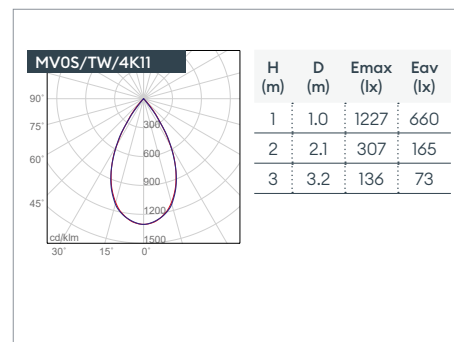 MV0S/TW/4K11
90°
75°
60°
45°
300
600
900
1200
1500
cd/klm
30° 15° 0°
H D Emax Eav
(m) (m) (lx) (lx)
1 1.0 1227 660
2 2.1 307 165
3 3.2 136 73